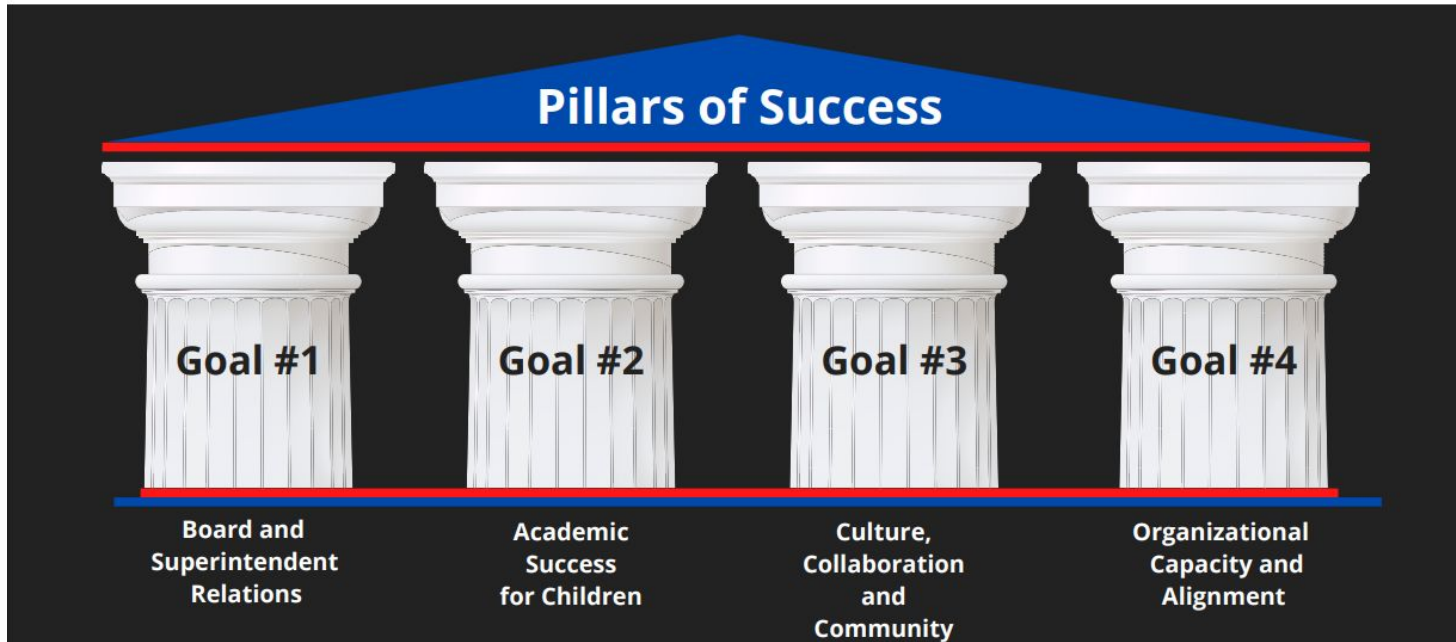 Pillars of Success
Goal #1
Goal #2
Goal #3
Goal #4
Board and
Superintendent
Relations
Academic
Success
for Children
Culture,
Collaboration
and
Community
Organizational
Capacity and
Alignment